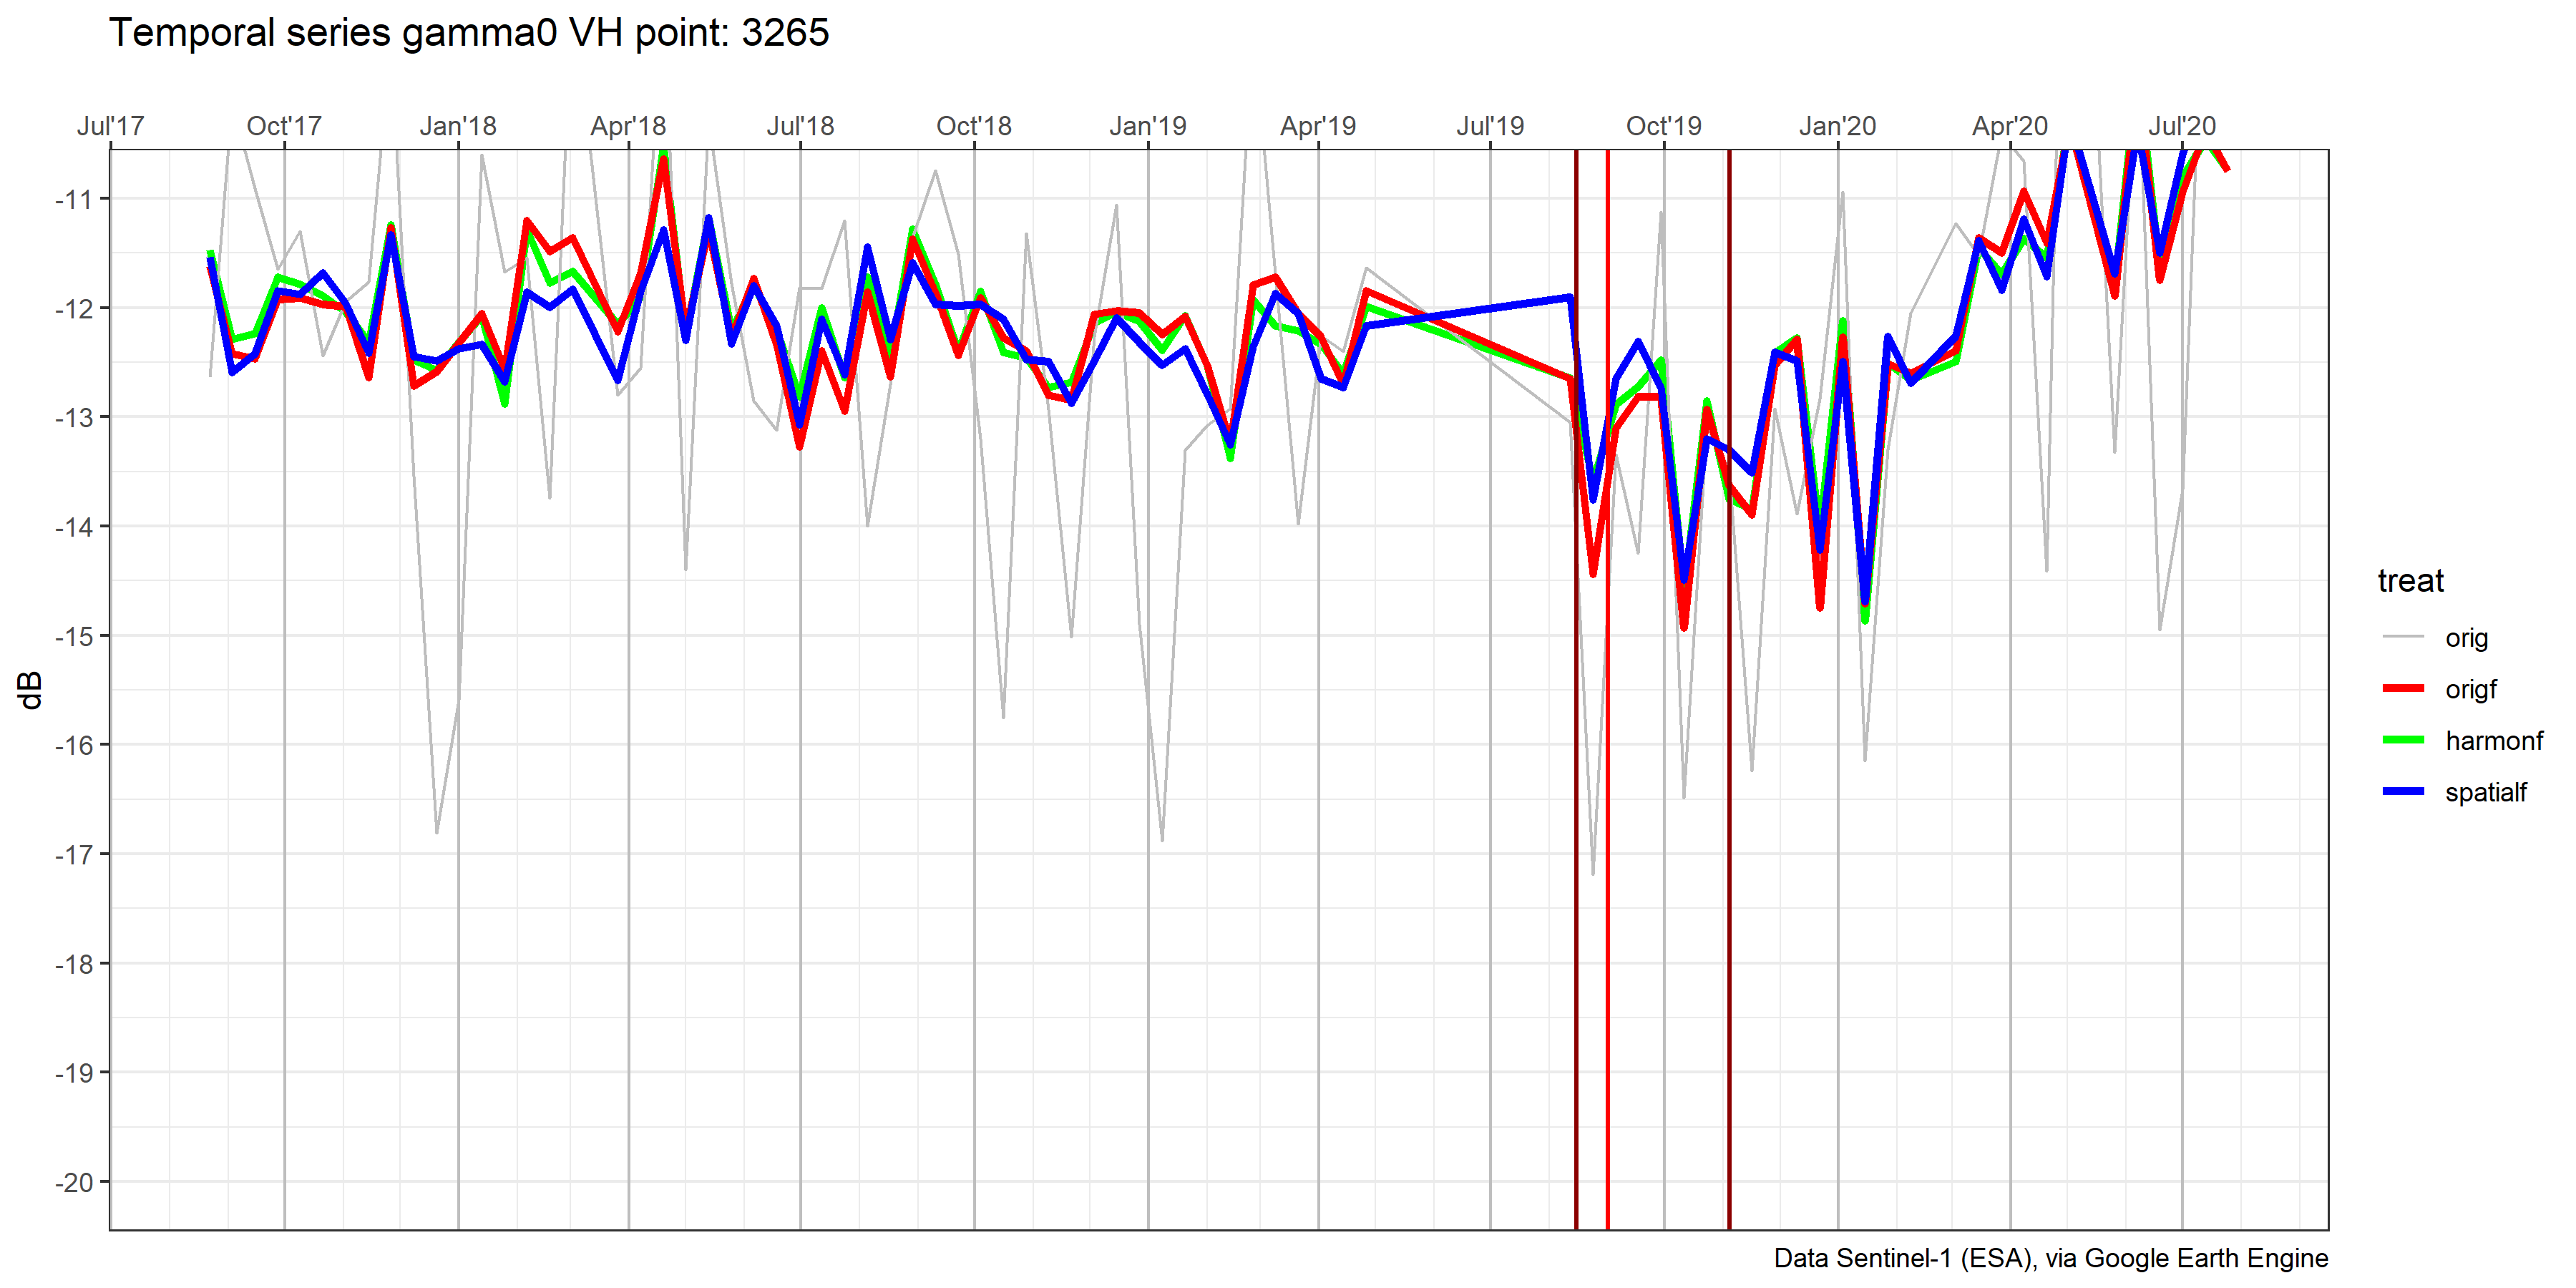 Temporal series gamma0 VH point: 3265
Jul'17 Oct'17 Jan'18 Apr'18 Jul'18 Oct'18 Jan'19 Apr'19 Jul'19 Oct'19 Jan'20 Apr'20 Jul'20
-11
-12
-13
-14
-15
-16
-17
-18
-19
-20
dB
treat
orig
origf
harmonf
spatialf
Data Sentinel-1 (ESA), via Google Earth Engine